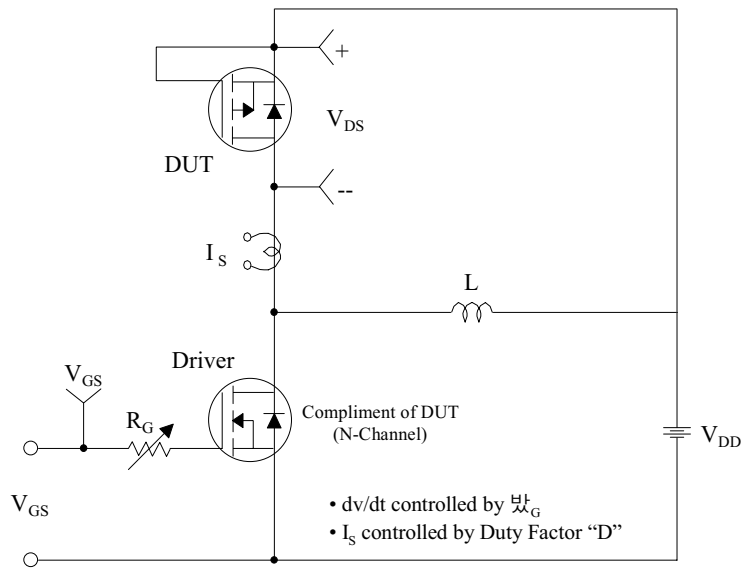 +
V_DS
DUT
--
I_S
L
Driver
V_GS
R_G
Compliment of DUT
(N-Channel)
V_DD
V_GS
• dv/dt controlled by 밨_G
• I_S controlled by Duty Factor “D”